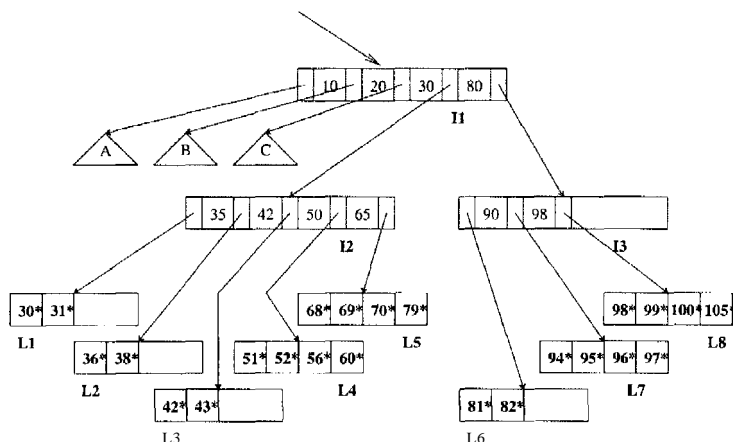 10 20 30 80
I1
A B C
35 42 50 65
I2
90 98
I3
30* 31*
L1
68* 69* 70* 79*
L5
98* 99* 100* 105*
L8
36* 38*
L2
51* 52* 56* 60*
L4
94* 95* 96* 97*
L7
42* 43*
L3
81* 82*
L6